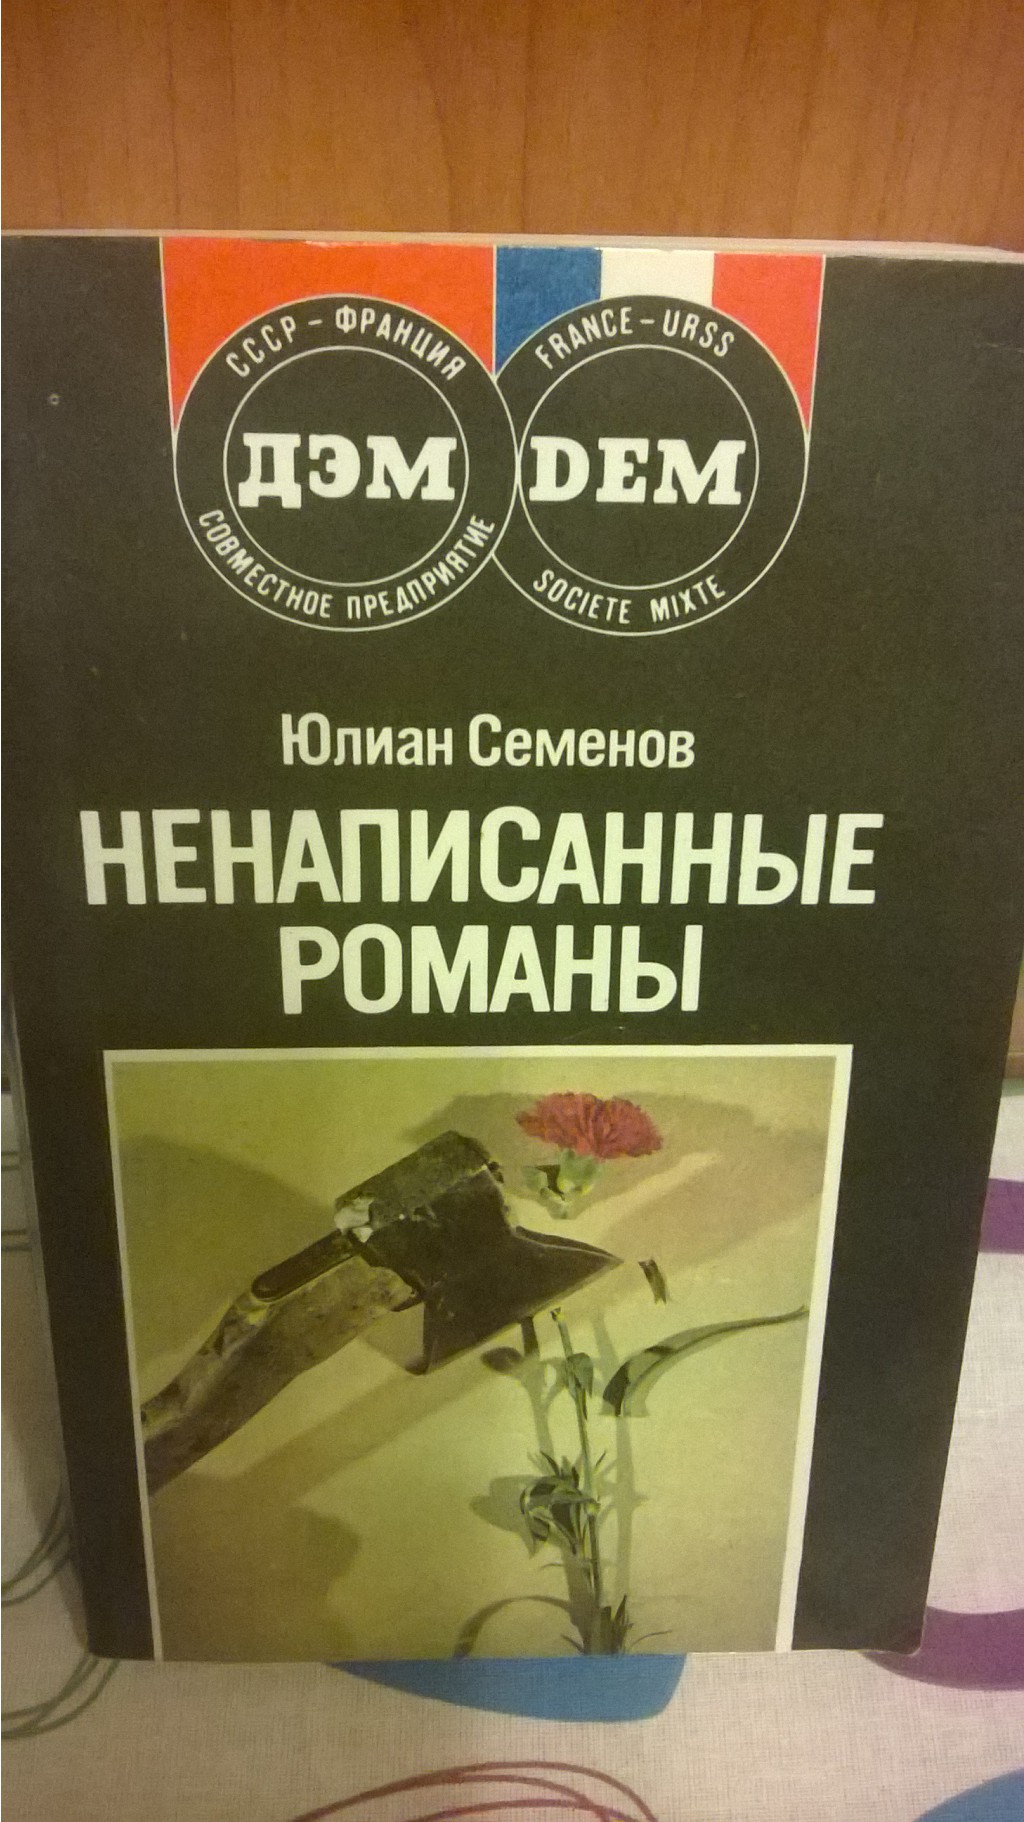 СССР – ФРАНЦИЯ
ДЭМ
СОВМЕСТНОЕ ПРЕДПРИЯТИЕ
FRANCE – URSS
DEM
SOCIETE MIXTE
Юлиан Семенов
НЕНАПИСАННЫЕ
РОМАНЫ